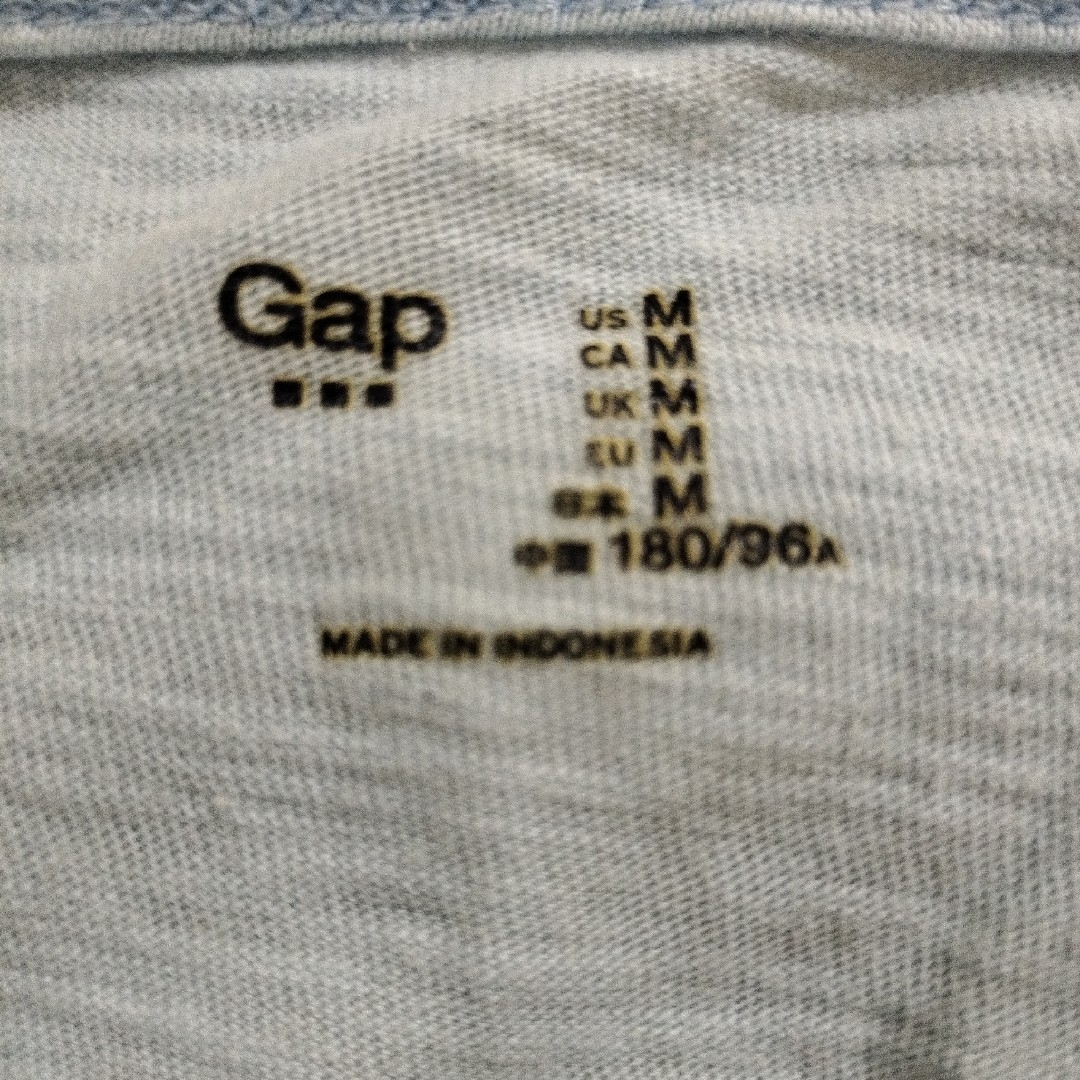 Gap
US M
CA M
UK M
EU M
日本 M
中国 180/96A
MADE IN INDONESIA